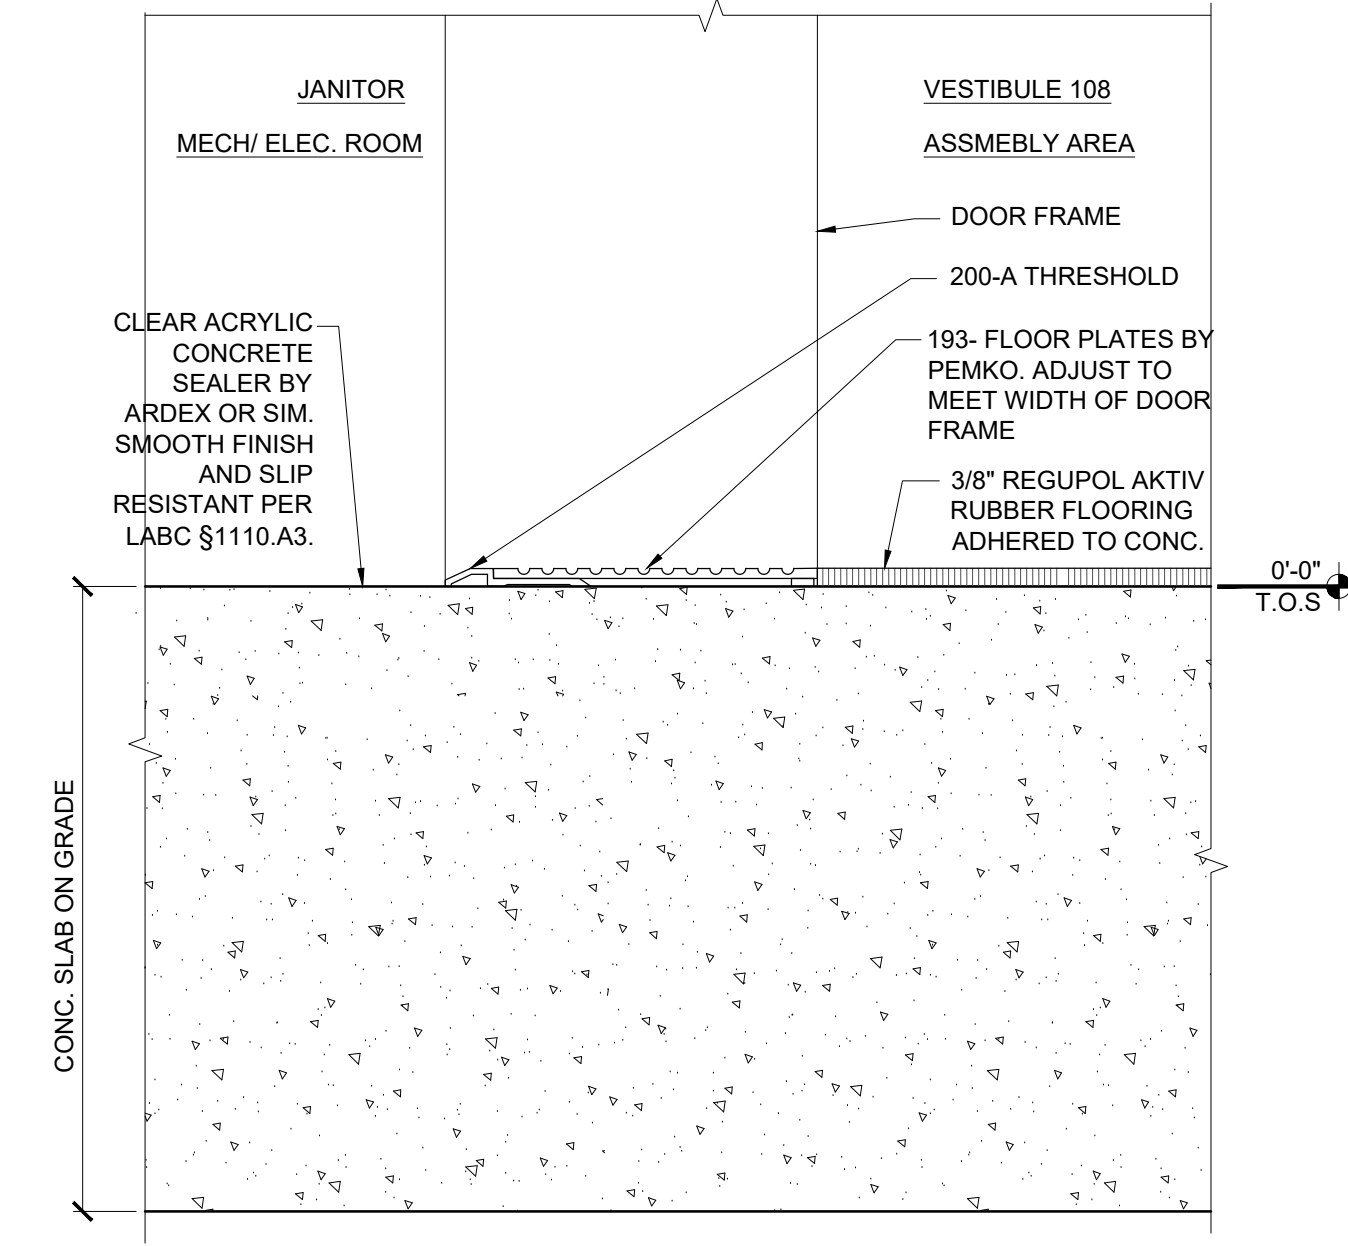 JANITOR
MECH/ ELEC. ROOM
VESTIBULE 108
ASSMEBLY AREA
DOOR FRAME
200-A THRESHOLD
193- FLOOR PLATES BY
PEMKO. ADJUST TO
MEET WIDTH OF DOOR
FRAME
3/8" REGUPOL AKTIV
RUBBER FLOORING
ADHERED TO CONC.
CLEAR ACRYLIC
CONCRETE
SEALER BY
ARDEX OR SIM.
SMOOTH FINISH
AND SLIP
RESISTANT PER
LABC §1110.A3.
0'-0"
T.O.S
CONC. SLAB ON GRADE